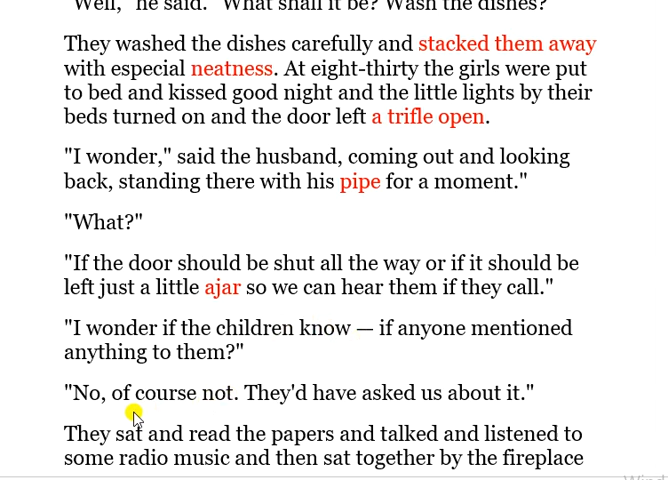 "Well," he said. "What shall it be? Wash the dishes?"
They washed the dishes carefully and stacked them away
with especial neatness. At eight-thirty the girls were put
to bed and kissed good night and the little lights by their
beds turned on and the door left a trifle open.
"I wonder," said the husband, coming out and looking
back, standing there with his pipe for a moment."
"What?"
"If the door should be shut all the way or if it should be
left just a little ajar so we can hear them if they call."
"I wonder if the children know — if anyone mentioned
anything to them?"
"No, of course not. They'd have asked us about it."
They sat and read the papers and talked and listened to
some radio music and then sat together by the fireplace